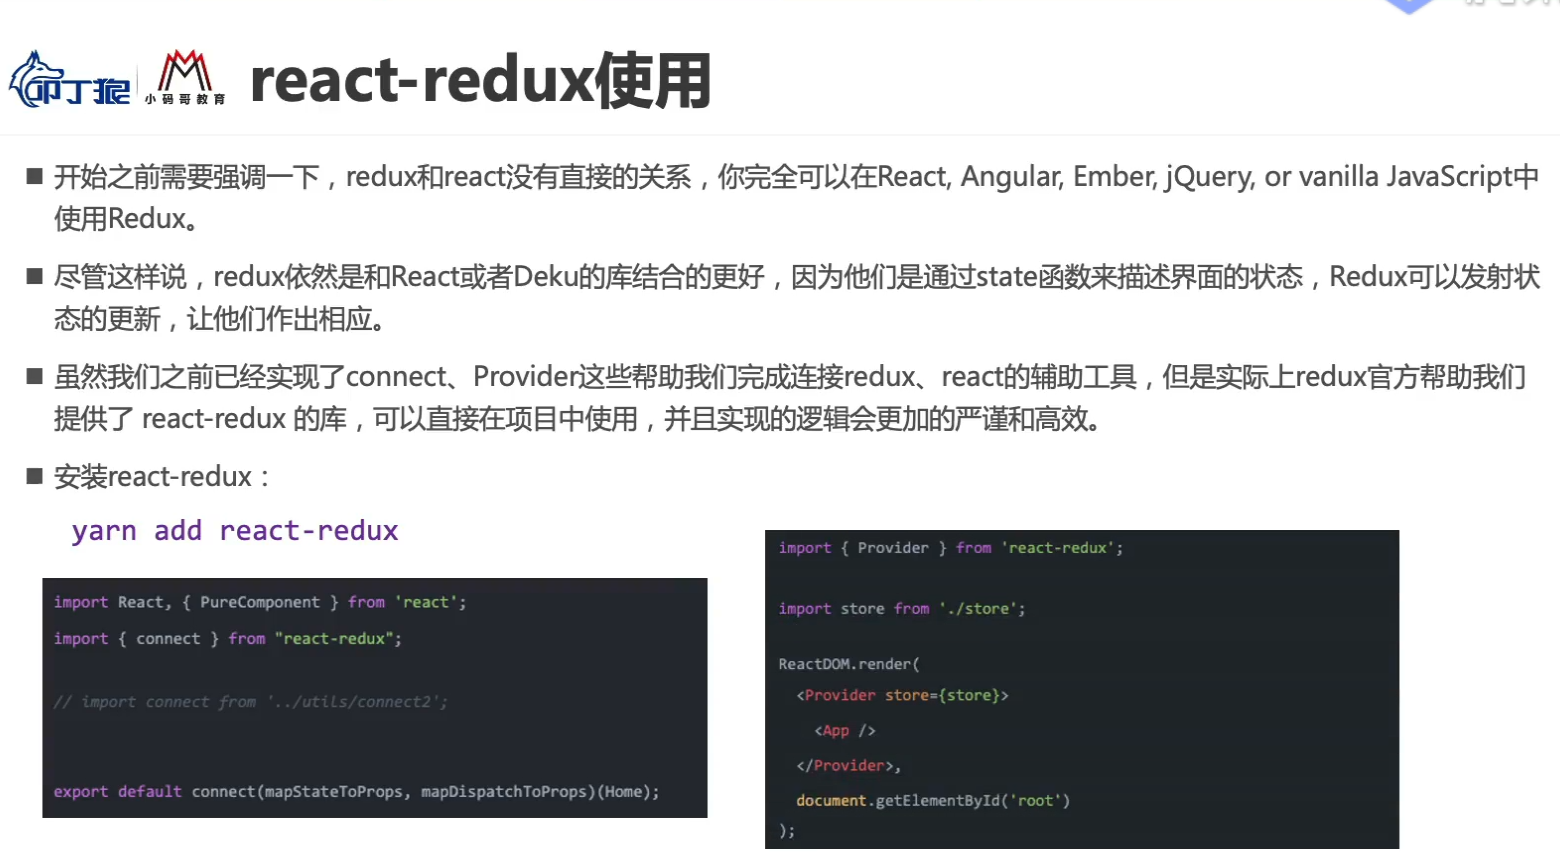 叩丁狼
小码哥教育
react-redux使用
■ 开始之前需要强调一下，redux和react没有直接的关系，你完全可以在React, Angular, Ember, jQuery, or vanilla JavaScript中
使用Redux。
■ 尽管这样说，redux依然是和React或者Deku的库结合的更好，因为他们是通过state函数来描述界面的状态，Redux可以发射状
态的更新，让他们作出相应。
■ 虽然我们之前已经实现了connect、Provider这些帮助我们完成连接redux、react的辅助工具，但是实际上redux官方帮助我们
提供了 react-redux 的库，可以直接在项目中使用，并且实现的逻辑会更加的严谨和高效。
■ 安装react-redux：
yarn add react-redux
import React, { PureComponent } from 'react';
import { connect } from "react-redux";
// import connect from '../utils/connect2';
export default connect(mapStateToProps, mapDispatchToProps)(Home);
import { Provider } from 'react-redux';
import store from './store';
ReactDOM.render(
<Provider store={store}>
<App />
</Provider>,
document.getElementById('root')
);